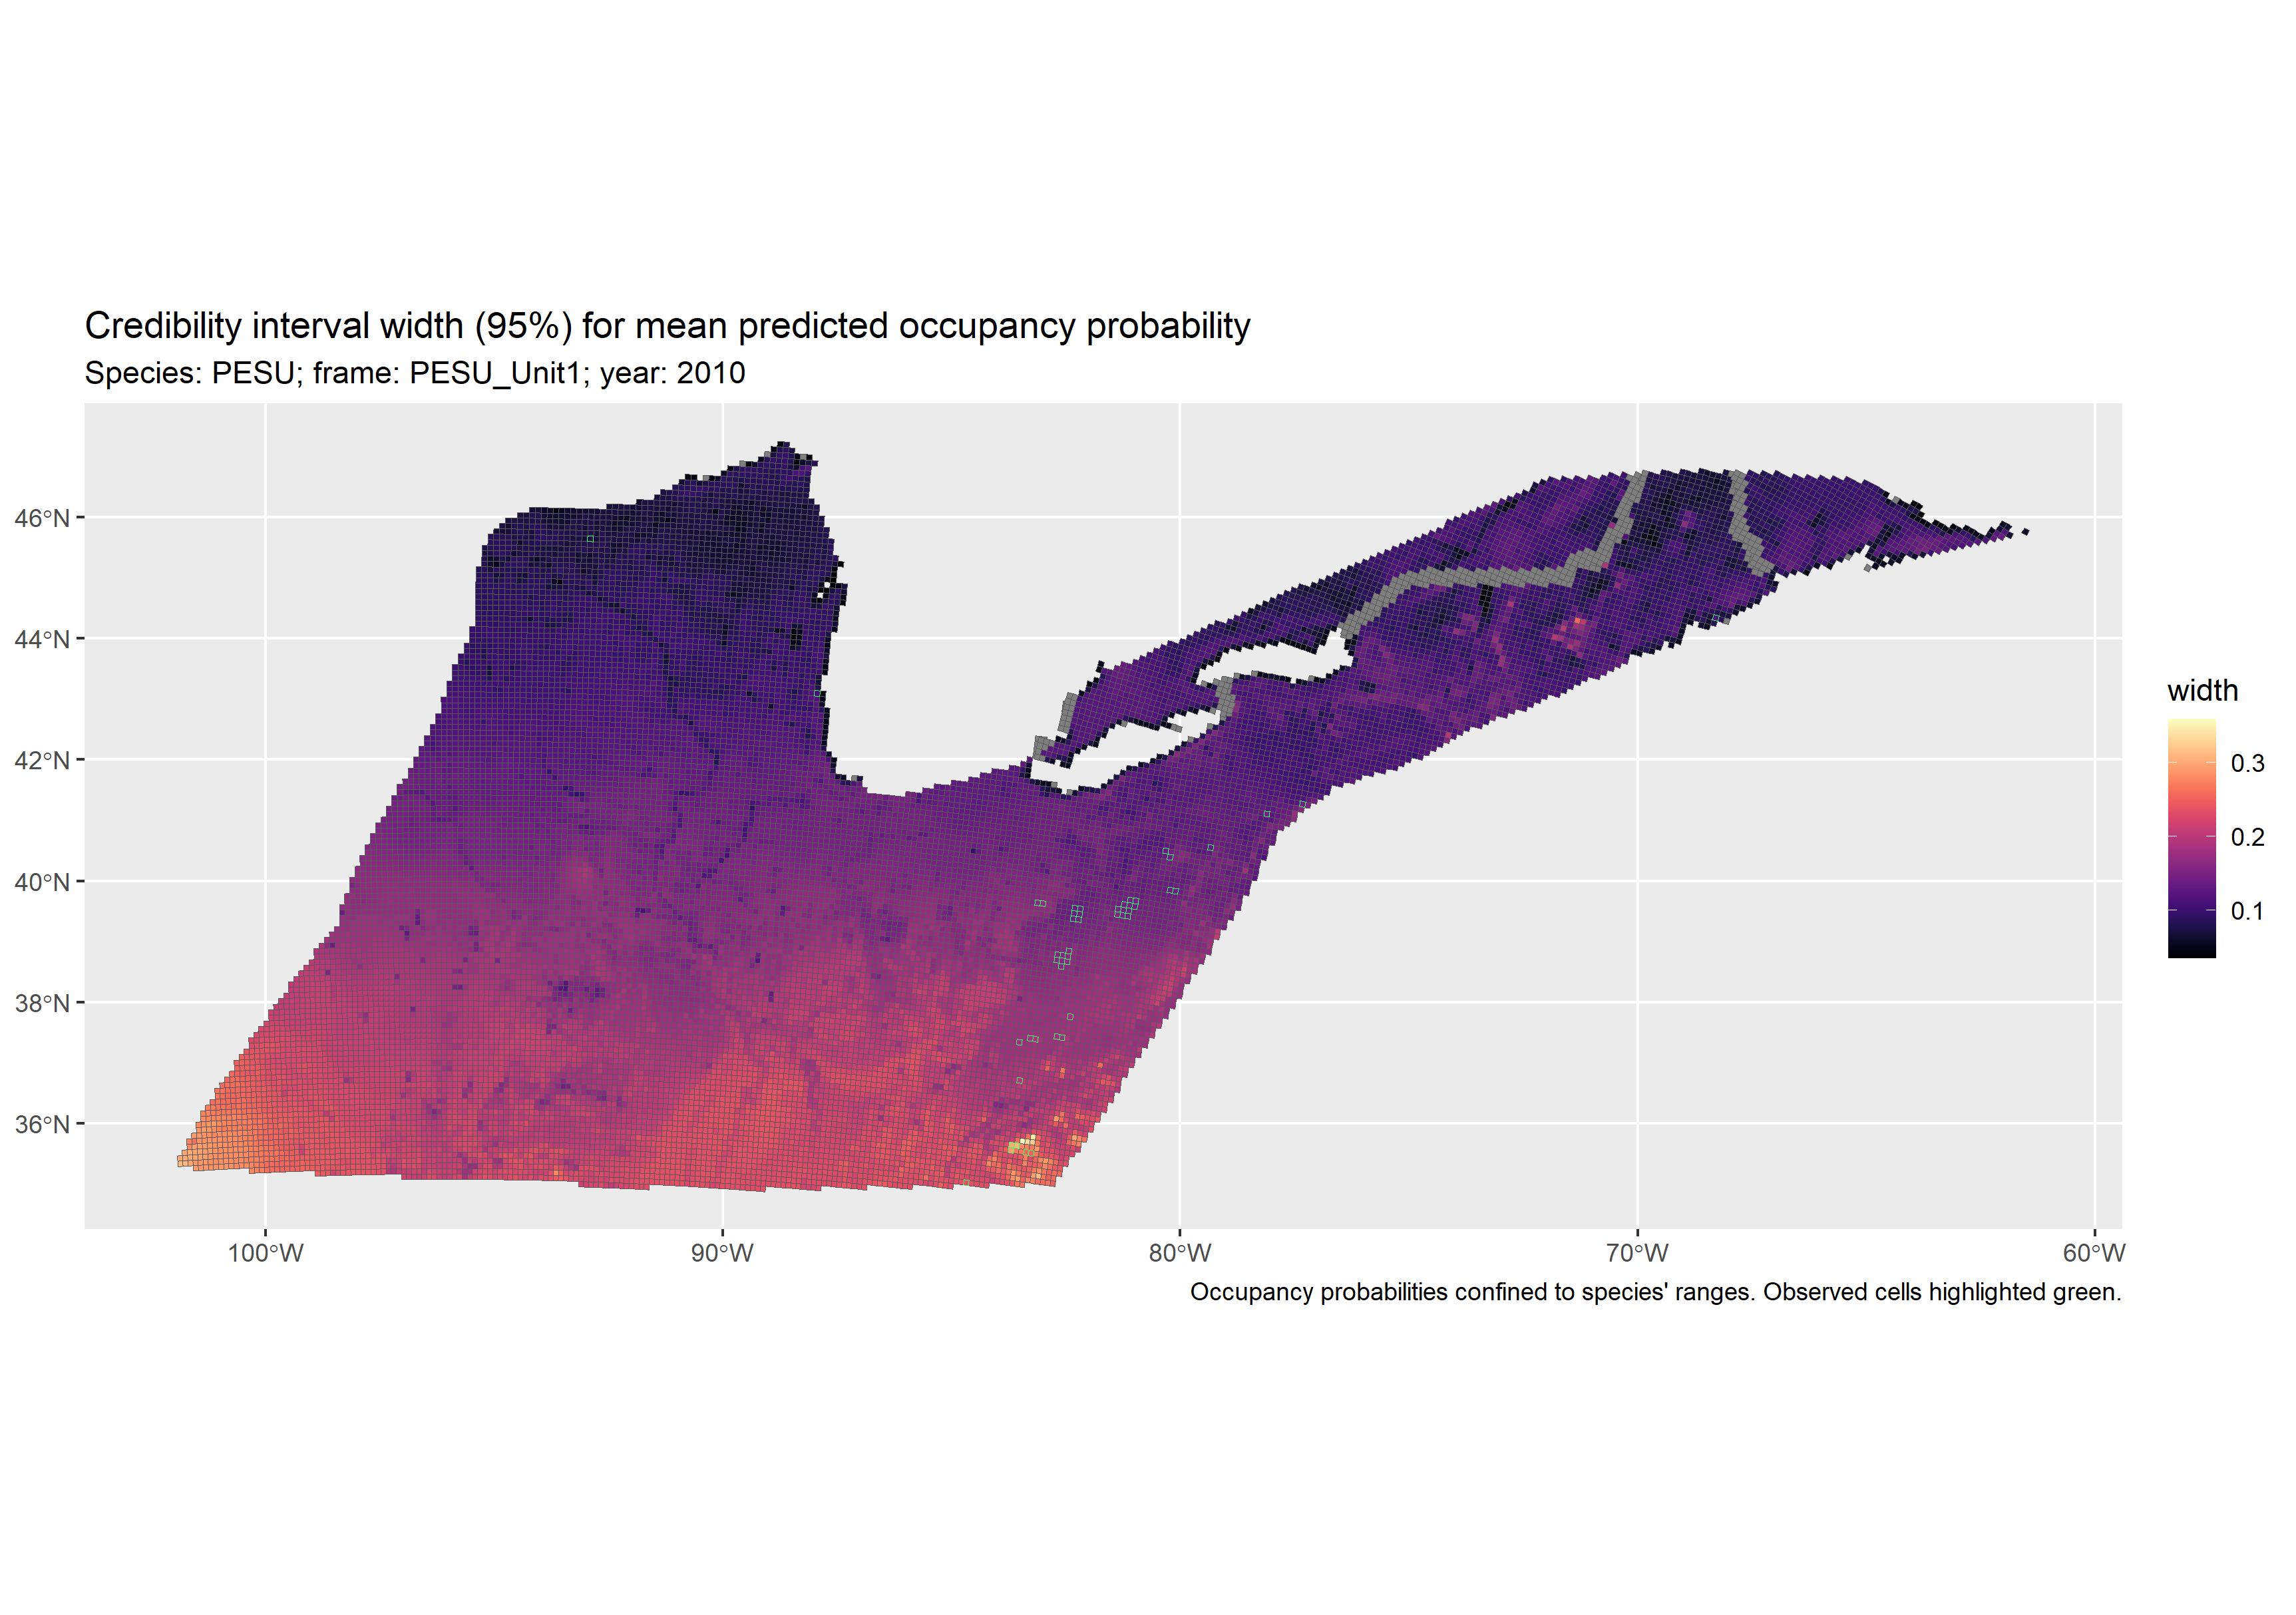 Credibility interval width (95%) for mean predicted occupancy probability
Species: PESU; frame: PESU_Unit1; year: 2010
46°N
44°N
42°N
40°N
38°N
36°N
100°W
90°W
80°W
70°W
60°W
width
0.3
0.2
0.1
Occupancy probabilities confined to species' ranges. Observed cells highlighted green.